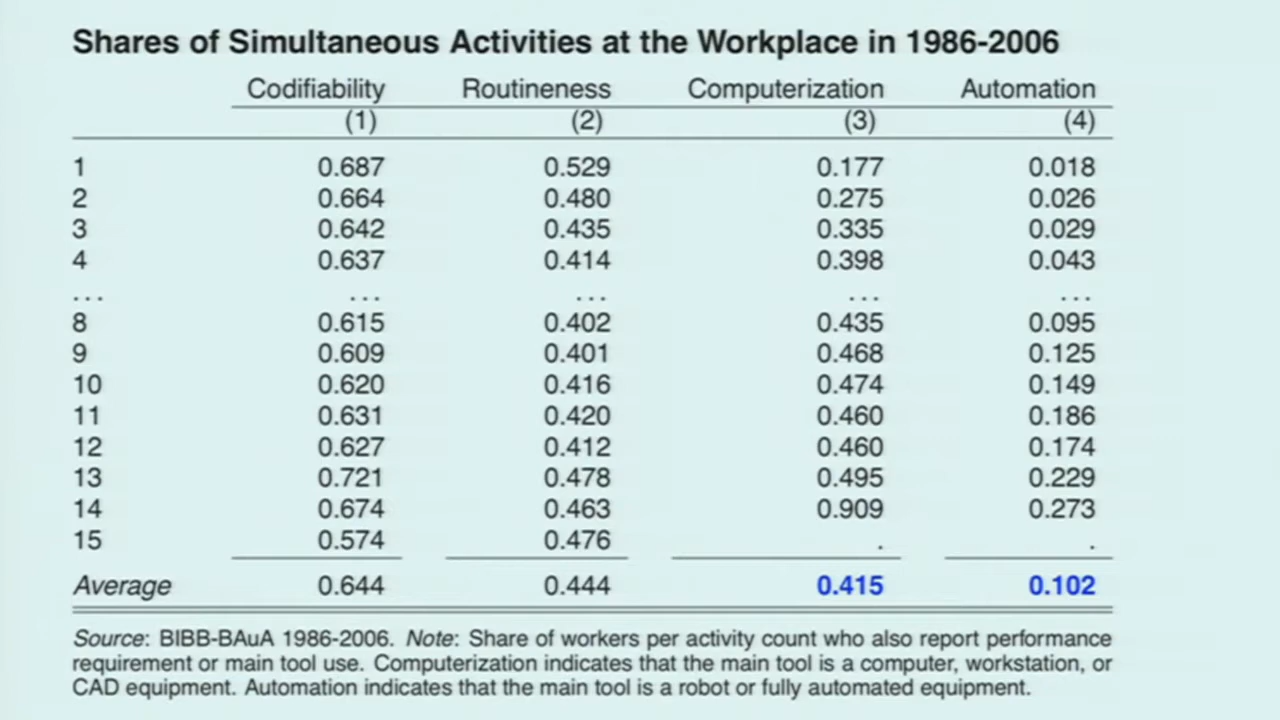 Shares of Simultaneous Activities at the Workplace in 1986-2006
Codifiability Routineness Computerization Automation
(1) (2) (3) (4)
1 0.687 0.529 0.177 0.018
2 0.664 0.480 0.275 0.026
3 0.642 0.435 0.335 0.029
4 0.637 0.414 0.398 0.043
... ... ... ... ...
8 0.615 0.402 0.435 0.095
9 0.609 0.401 0.468 0.125
10 0.620 0.416 0.474 0.149
11 0.631 0.420 0.460 0.186
12 0.627 0.412 0.460 0.174
13 0.721 0.478 0.495 0.229
14 0.674 0.463 0.909 0.273
15 0.574 0.476 . .
Average 0.644 0.444 0.415 0.102
Source: BIBB-BAuA 1986-2006. Note: Share of workers per activity count who also report performance
requirement or main tool use. Computerization indicates that the main tool is a computer, workstation, or
CAD equipment. Automation indicates that the main tool is a robot or fully automated equipment.